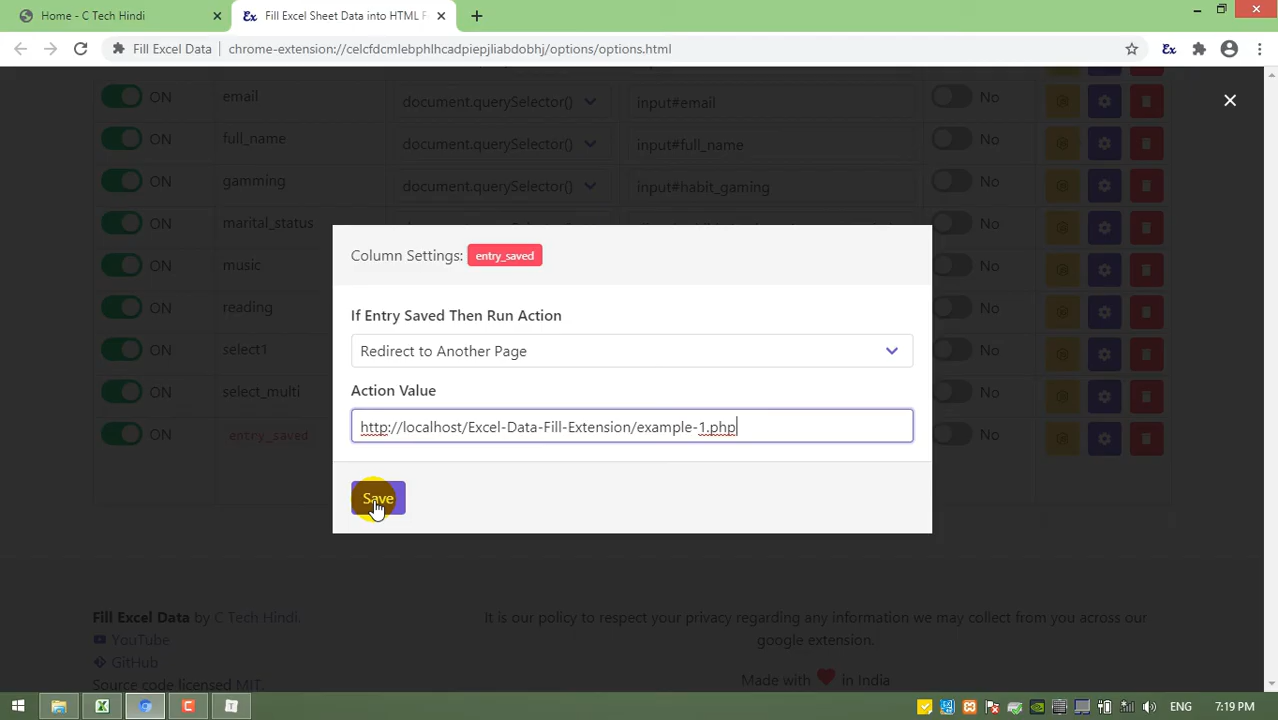 Home - C Tech Hindi
Ex Fill Excel Sheet Data into HTML F
Fill Excel Data
chrome-extension://celcfdcmlebphlhcadpiepjliabdobhj/options/options.html
Ex
ON email document.querySelector() input#email No
ON full_name document.querySelector() input#full_name No
ON gamming document.querySelector() input#habit_gaming No
ON marital_status No
ON music No
ON reading No
ON select1 No
ON select_multi No
ON entry_saved No
Column Settings: entry_saved
If Entry Saved Then Run Action
Redirect to Another Page
Action Value
http://localhost/Excel-Data-Fill-Extension/example-1.php
Save
Fill Excel Data by C Tech Hindi.
YouTube
GitHub
Source code licensed MIT.
It is our policy to respect your privacy regarding any information we may collect from you across our
google extension.
Made with in India
ENG 7:19 PM